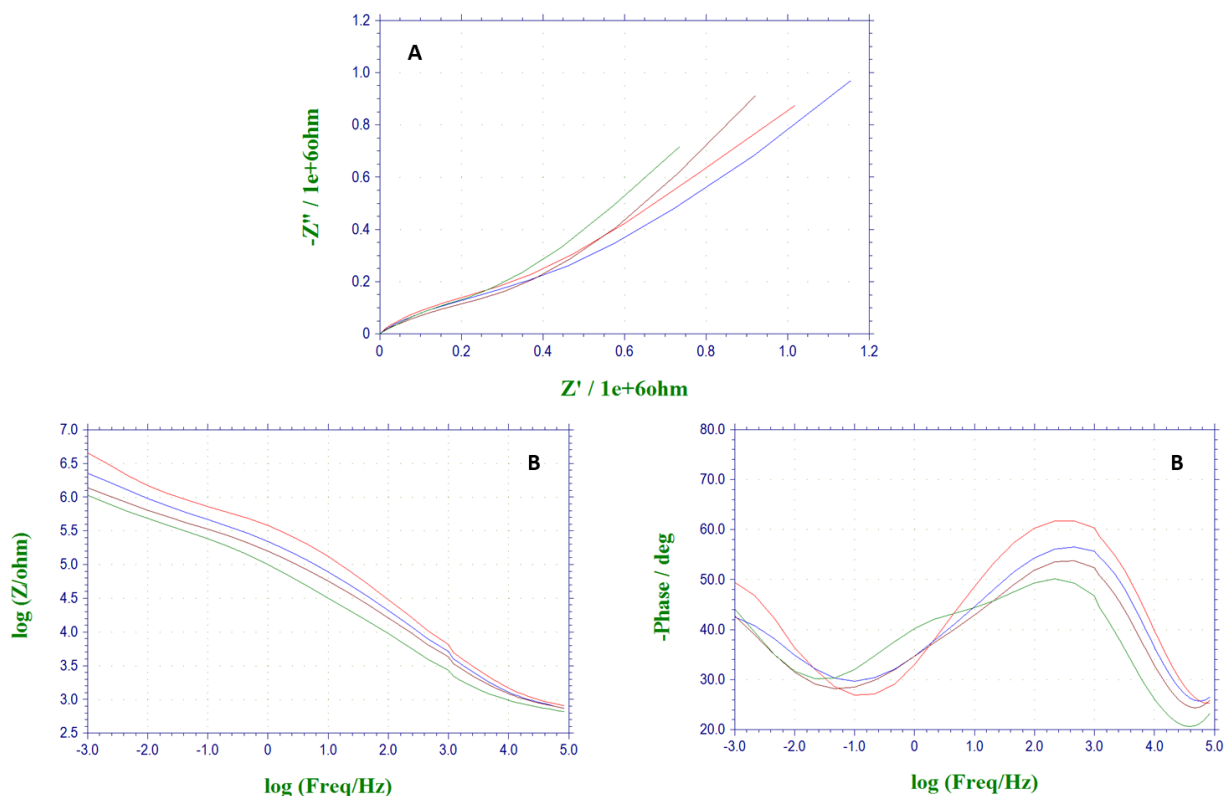 A
1.2
1.0
0.8
0.6
0.4
0.2
0
-Z" / 1e+6ohm
0 0.2 0.4 0.6 0.8 1.0 1.2
Z' / 1e+6ohm
B
7.0
6.5
6.0
5.5
5.0
4.5
4.0
3.5
3.0
2.5
log (Z/ohm)
-3.0 -2.0 -1.0 0 1.0 2.0 3.0 4.0 5.0
log (Freq/Hz)
B
80.0
70.0
60.0
50.0
40.0
30.0
20.0
-Phase / deg
-3.0 -2.0 -1.0 0 1.0 2.0 3.0 4.0 5.0
log (Freq/Hz)